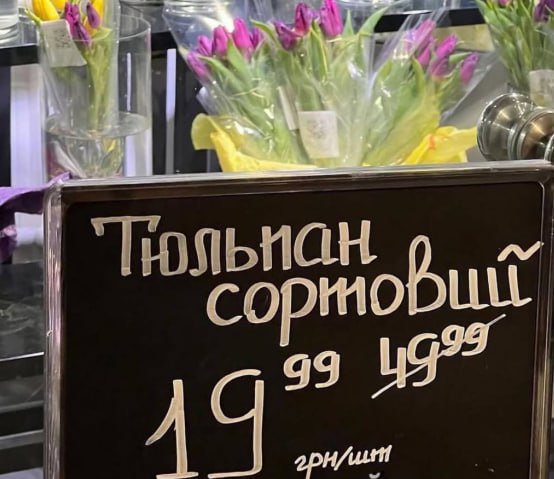 Тюльпан
сортовий
19 99 49 99
грн/шт